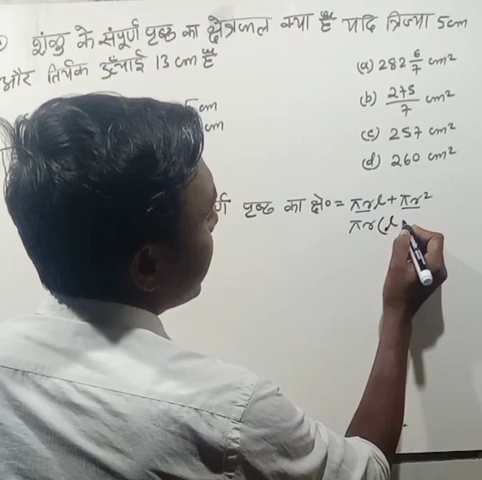 शंकु के संपूर्ण पृष्ठ का क्षेत्रफल क्या है यदि त्रिज्या 5cm
और तिर्यक ऊँचाई 13 cm है
(a) 282 6/7 cm²
(b) 275/7 cm²
(c) 257 cm²
(d) 260 cm²
cm
cm
पृष्ठ का क्षे० = πrl + πr²
πr(l